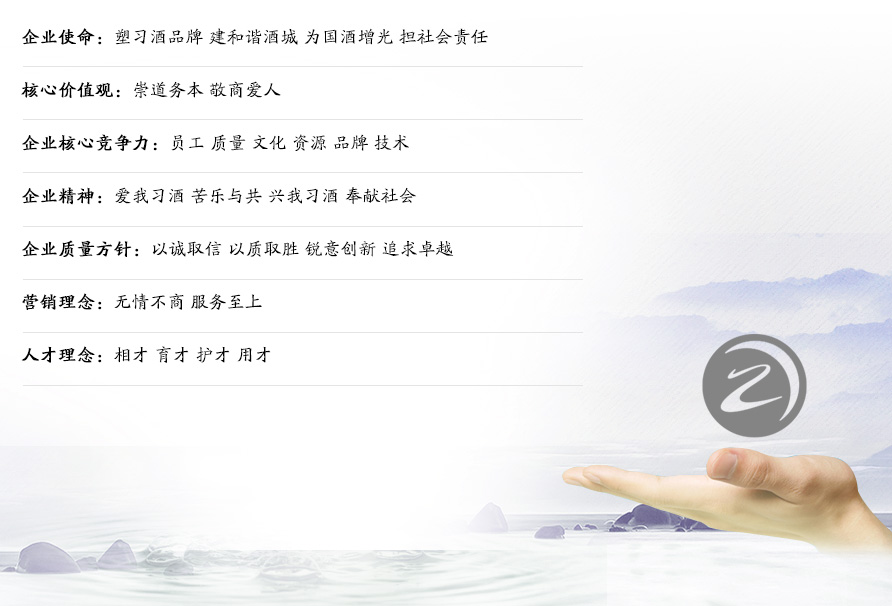 企业使命：塑习酒品牌 建和谐酒城 为国酒增光 担社会责任
核心价值观：崇道务本 敬商爱人
企业核心竞争力：员工 质量 文化 资源 品牌 技术
企业精神：爱我习酒 苦乐与共 兴我习酒 奉献社会
企业质量方针：以诚取信 以质取胜 锐意创新 追求卓越
营销理念：无情不商 服务至上
人才理念：相才 育才 护才 用才